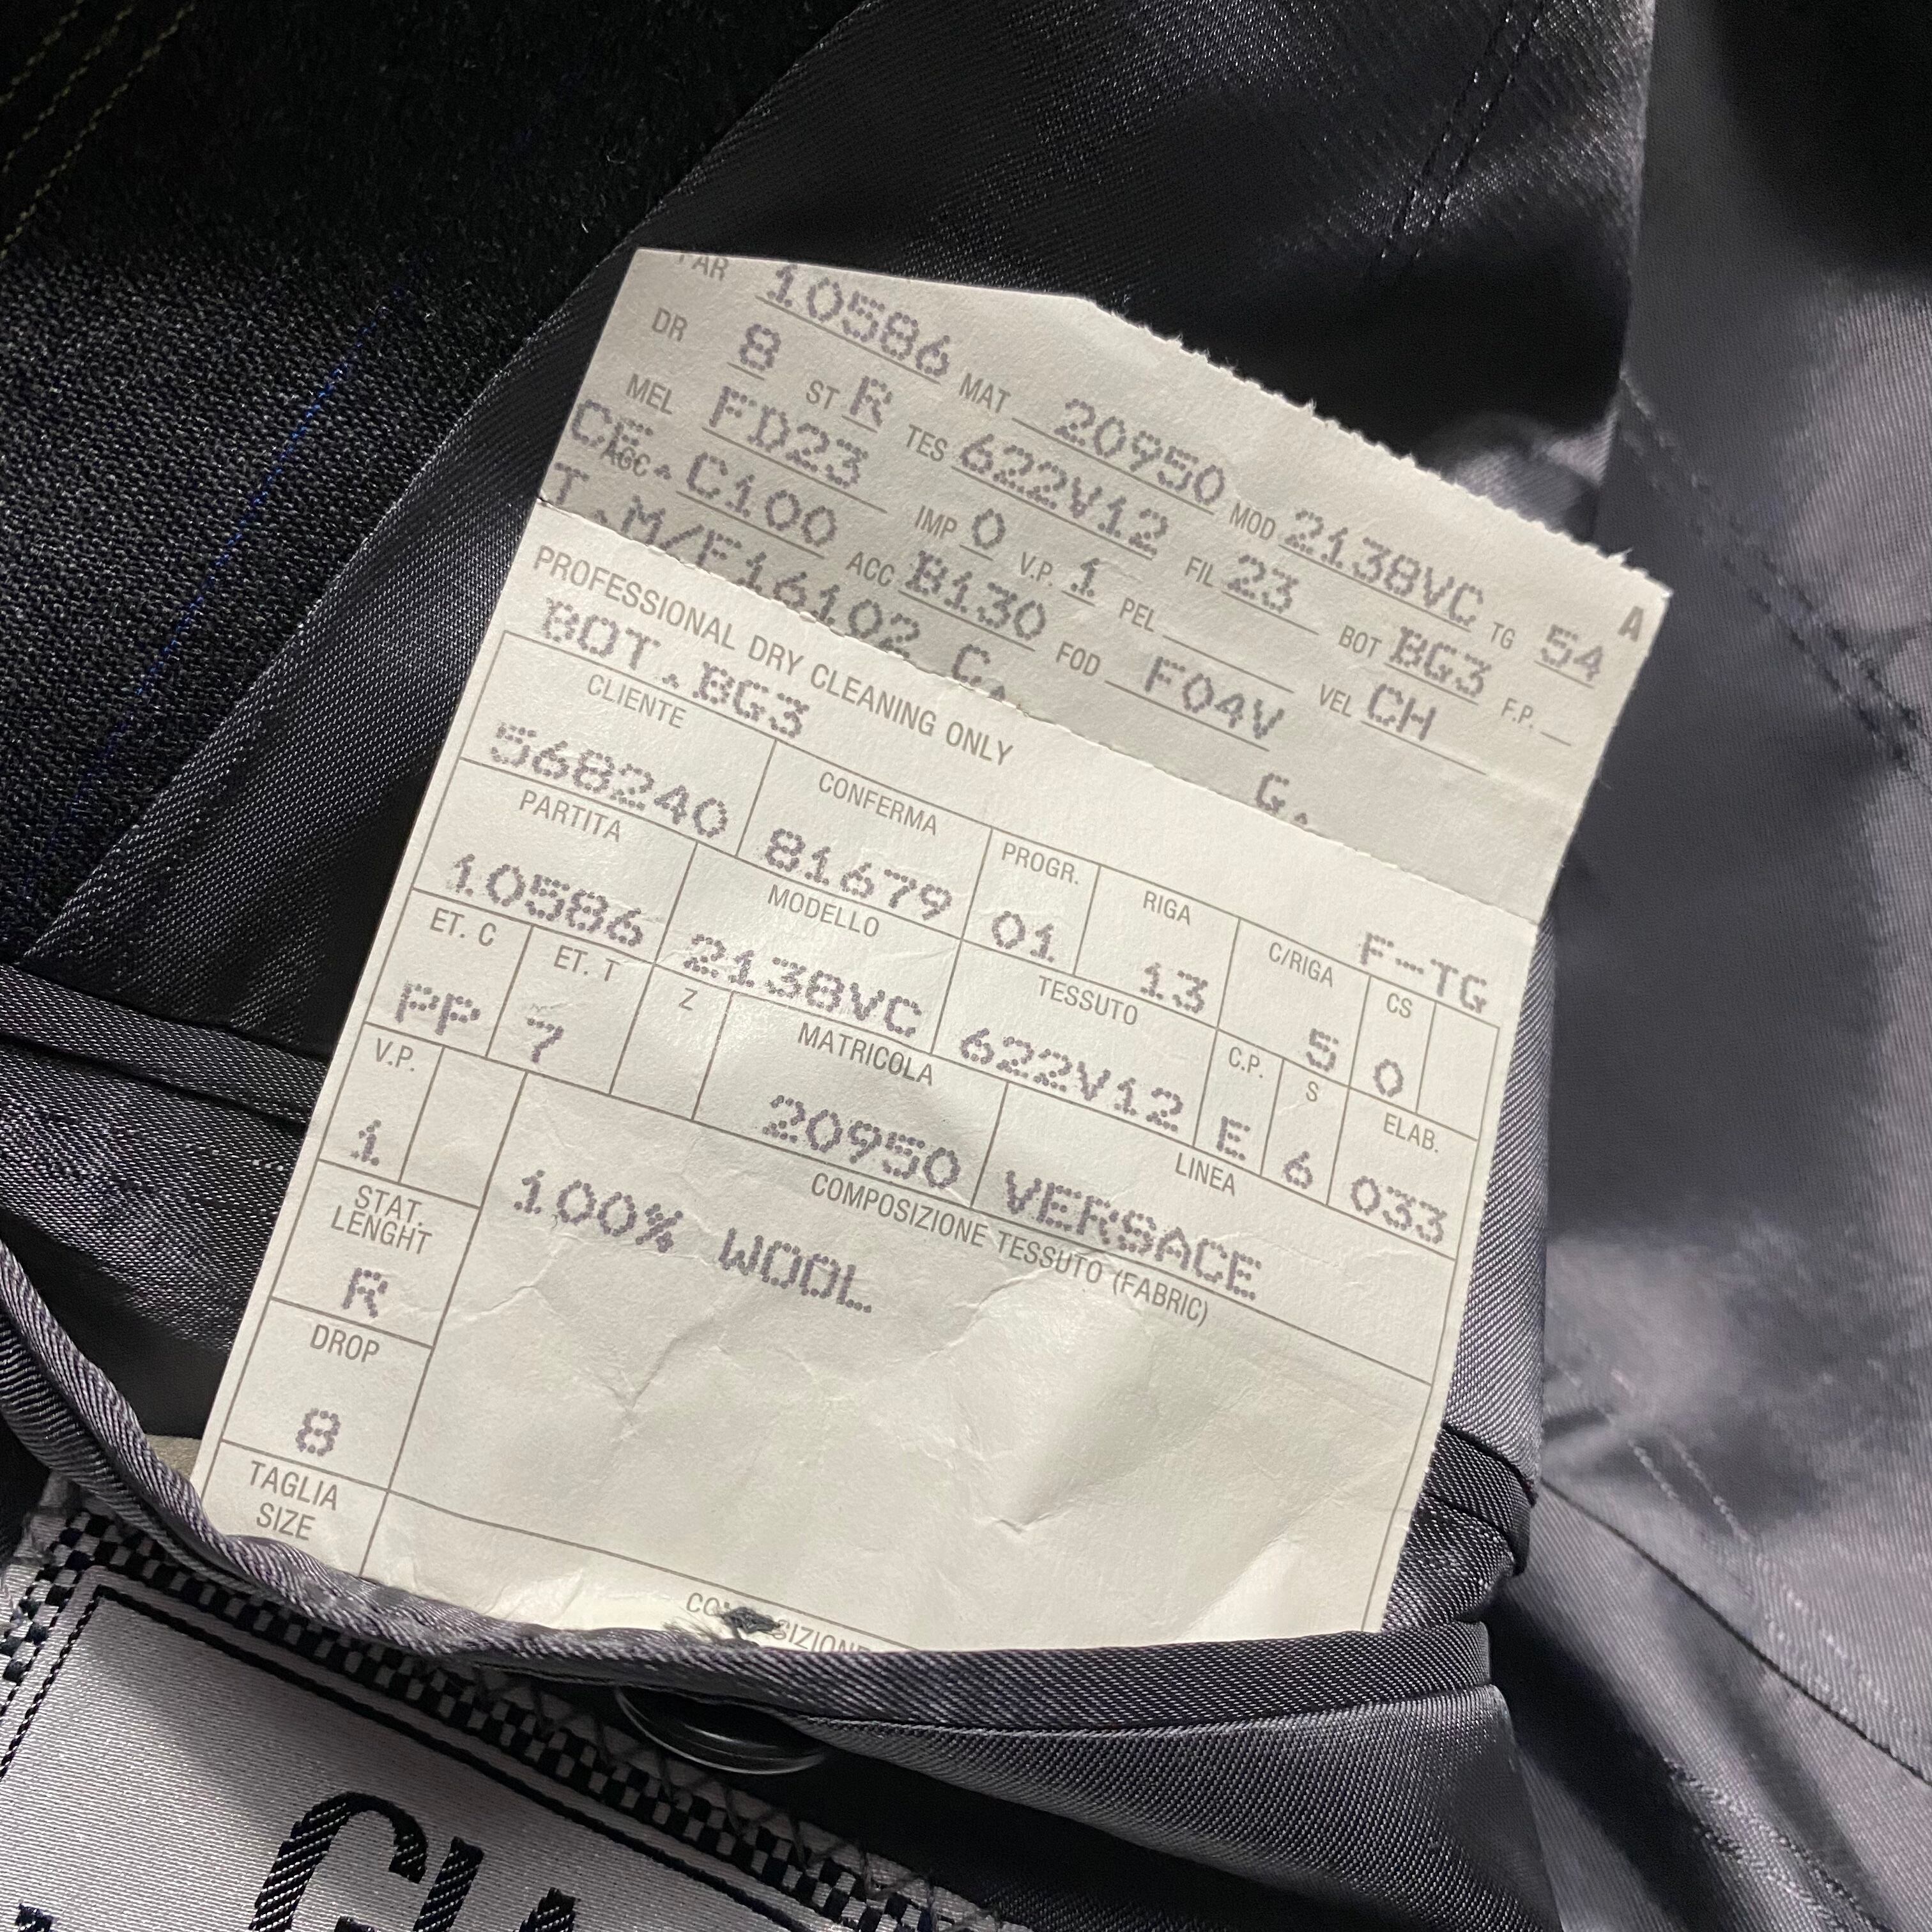 PAR 10586 MAT 20950 MOD 2138VC TG 54 A
DR 8 ST R TES 622V12 FIL 23 BOT BG3 F.P.
MEL FD23 IMP 0 V.P. 1 PEL VEL CH
CE. AGC C100 ACC B130 FOD F04V
T.M/F16102 C. G.
PROFESSIONAL DRY CLEANING ONLY
BOT.BG3 F-TG
CLIENTE CONFERMA PROGR. RIGA C/RIGA CS
568240 81679 01 13 5 0
PARTITA MODELLO TESSUTO C.P. S ELAB.
10586 2138VC 622V12 E 6 033
ET. C ET. T Z MATRICOLA LINEA
PP 7 20950 VERSACE
V.P. COMPOSIZIONE TESSUTO (FABRIC)
1 100% WOOL
STAT.
LENGHT
R
DROP
8
TAGLIA
SIZE
COMPOSIZIONE
GIA